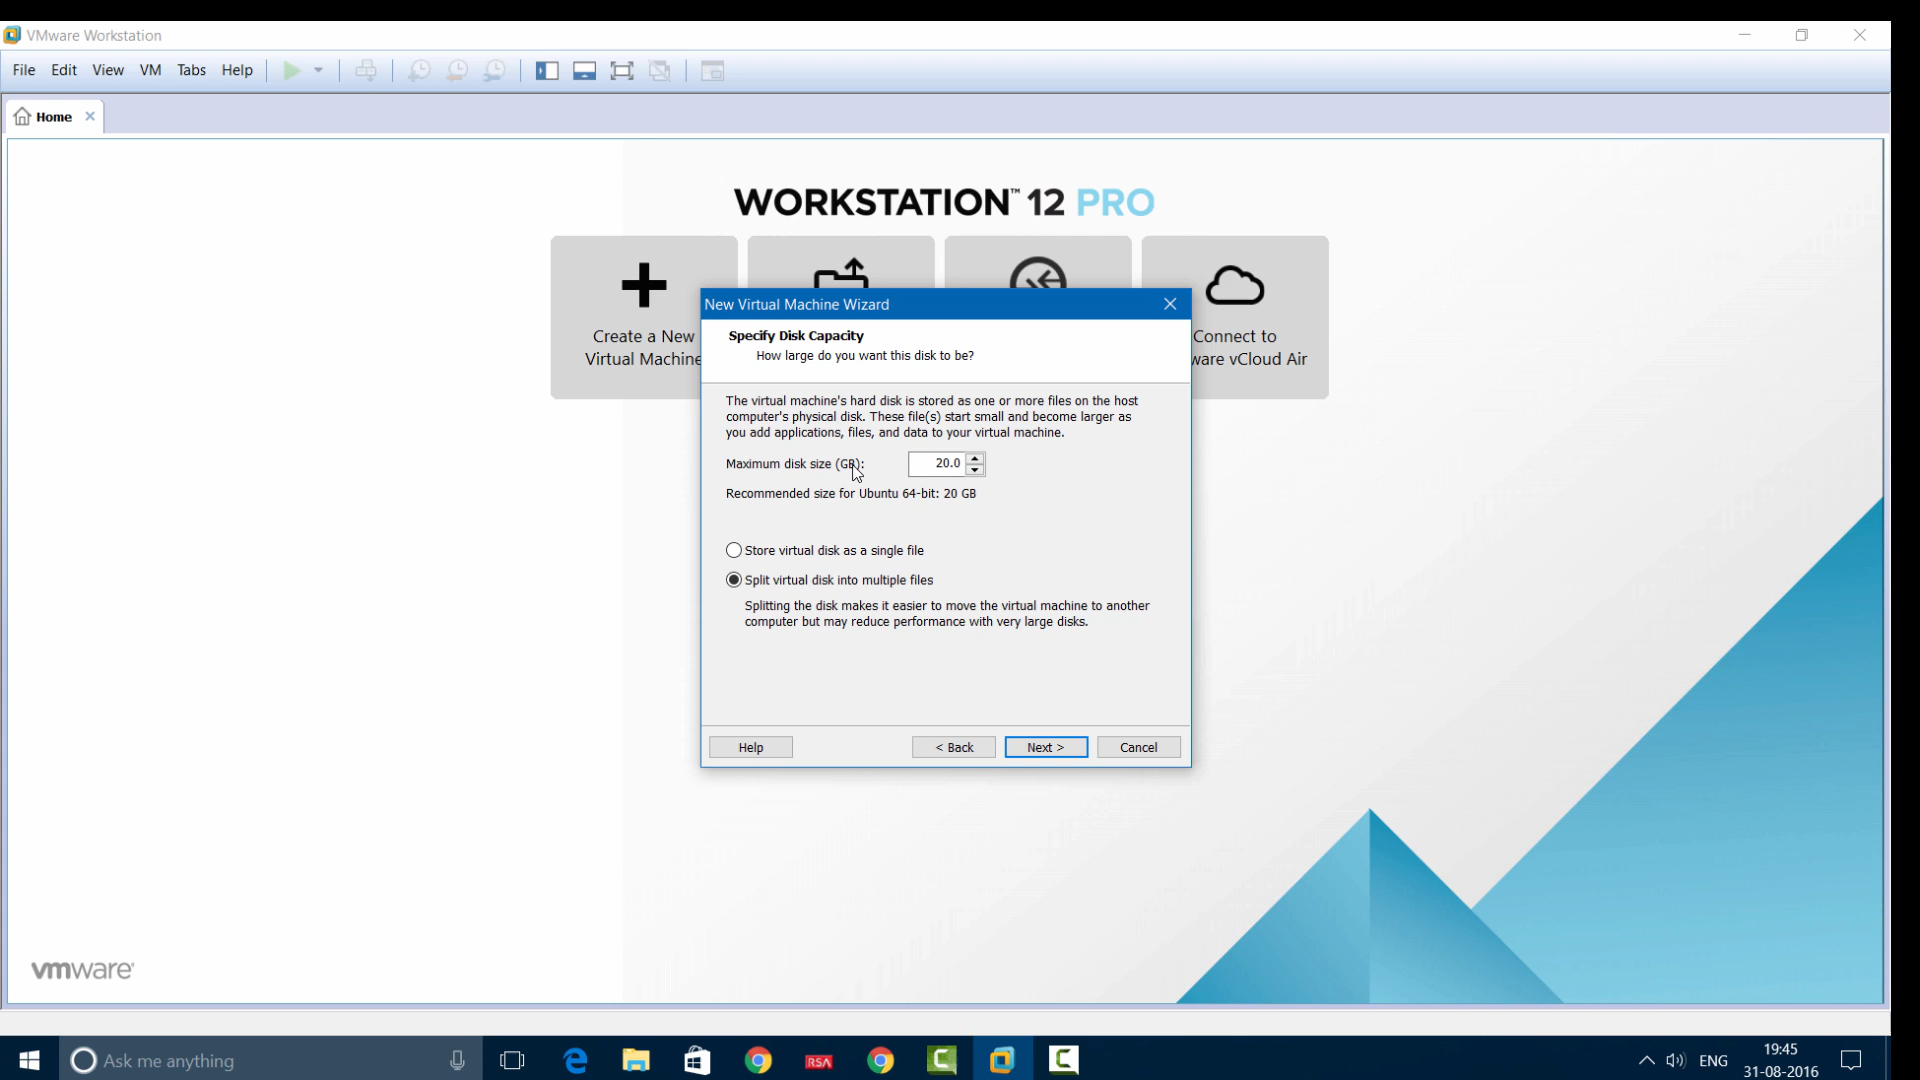 VMware Workstation
File Edit View VM Tabs Help
Home
WORKSTATION™ 12 PRO
Create a New
Virtual Machine
Connect to
ware vCloud Air
New Virtual Machine Wizard
Specify Disk Capacity
How large do you want this disk to be?
The virtual machine's hard disk is stored as one or more files on the host
computer's physical disk. These file(s) start small and become larger as
you add applications, files, and data to your virtual machine.
Maximum disk size (GB): 20.0
Recommended size for Ubuntu 64-bit: 20 GB
Store virtual disk as a single file
Split virtual disk into multiple files
Splitting the disk makes it easier to move the virtual machine to another
computer but may reduce performance with very large disks.
Help < Back Next > Cancel
vmware
Ask me anything
RSA
ENG
19:45
31-08-2016